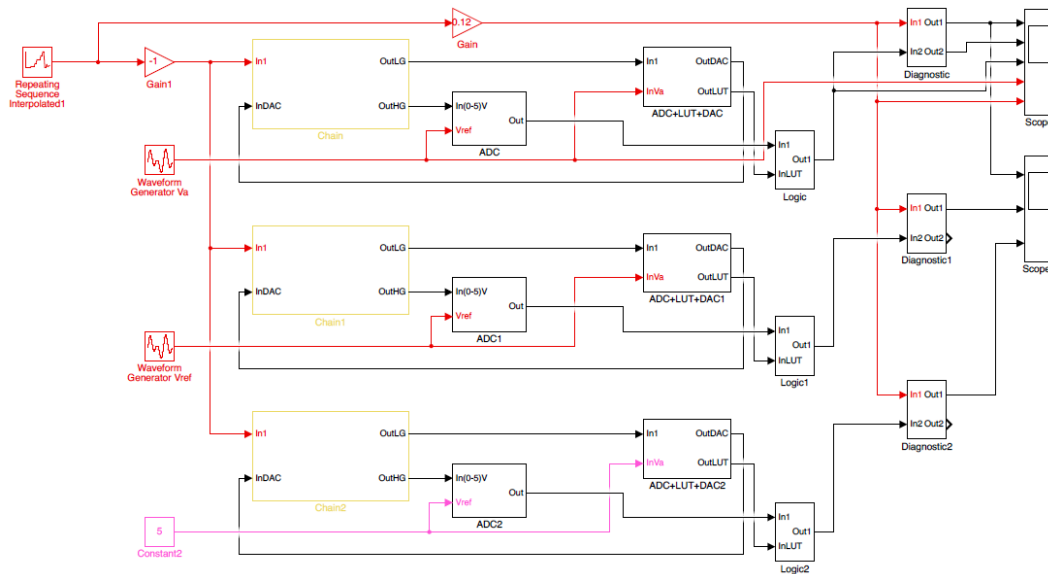 0.12
Gain
In1 Out1
In2 Out2
Diagnostic
Repeating
Sequence
Interpolated1
-1
Gain1
In1
OutLG
InDAC
OutHG
Chain
In(0-5)V
Out
Vref
ADC
In1
OutDAC
InVa
OutLUT
ADC+LUT+DAC
In1
Out1
InLUT
Logic
Scope
Waveform
Generator Va
In1
OutLG
InDAC
OutHG
Chain1
In(0-5)V
Out
Vref
ADC1
In1
OutDAC
InVa
OutLUT
ADC+LUT+DAC1
In1
Out1
InLUT
Logic1
In1 Out1
In2 Out2
Diagnostic1
Scope
Waveform
Generator Vref
In1
OutLG
InDAC
OutHG
Chain2
In(0-5)V
Out
Vref
ADC2
In1
OutDAC
InVa
OutLUT
ADC+LUT+DAC2
In1
Out1
InLUT
Logic2
In1 Out1
In2 Out2
Diagnostic2
5
Constant2